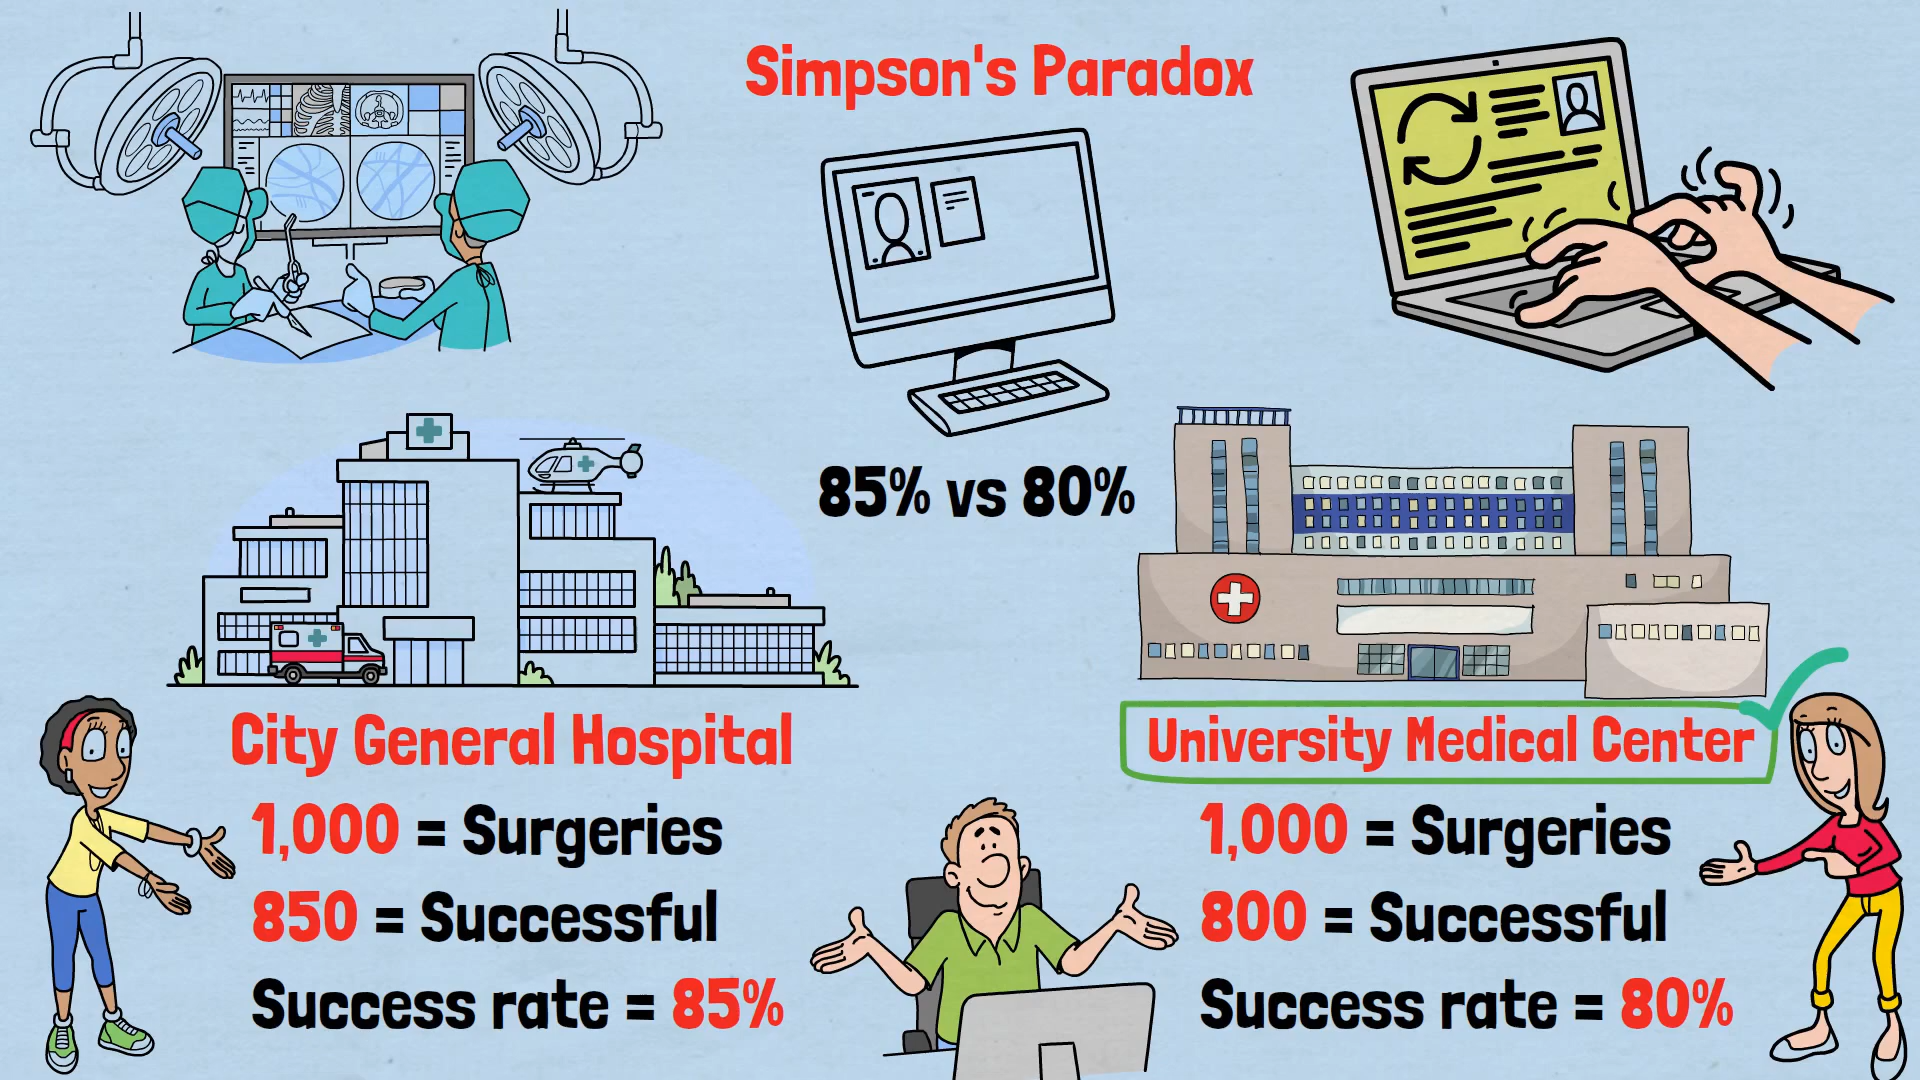 Simpson's Paradox
85% vs 80%
City General Hospital
1,000 = Surgeries
850 = Successful
Success rate = 85%
University Medical Center
1,000 = Surgeries
800 = Successful
Success rate = 80%